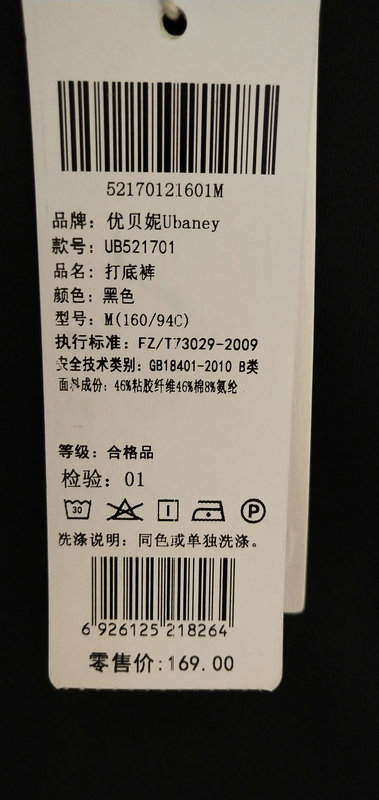 52170121601M
品牌：优贝妮Ubaney
款号：UB521701
品名：打底裤
颜色：黑色
型号：M(160/94C)
执行标准：FZ/T73029-2009
安全技术类别：GB18401-2010 B类
面料成份：46%粘胶纤维46%棉8%氨纶
等级：合格品
检验：01
30 P
洗涤说明：同色或单独洗涤。
6 926125 218264
零售价:169.00